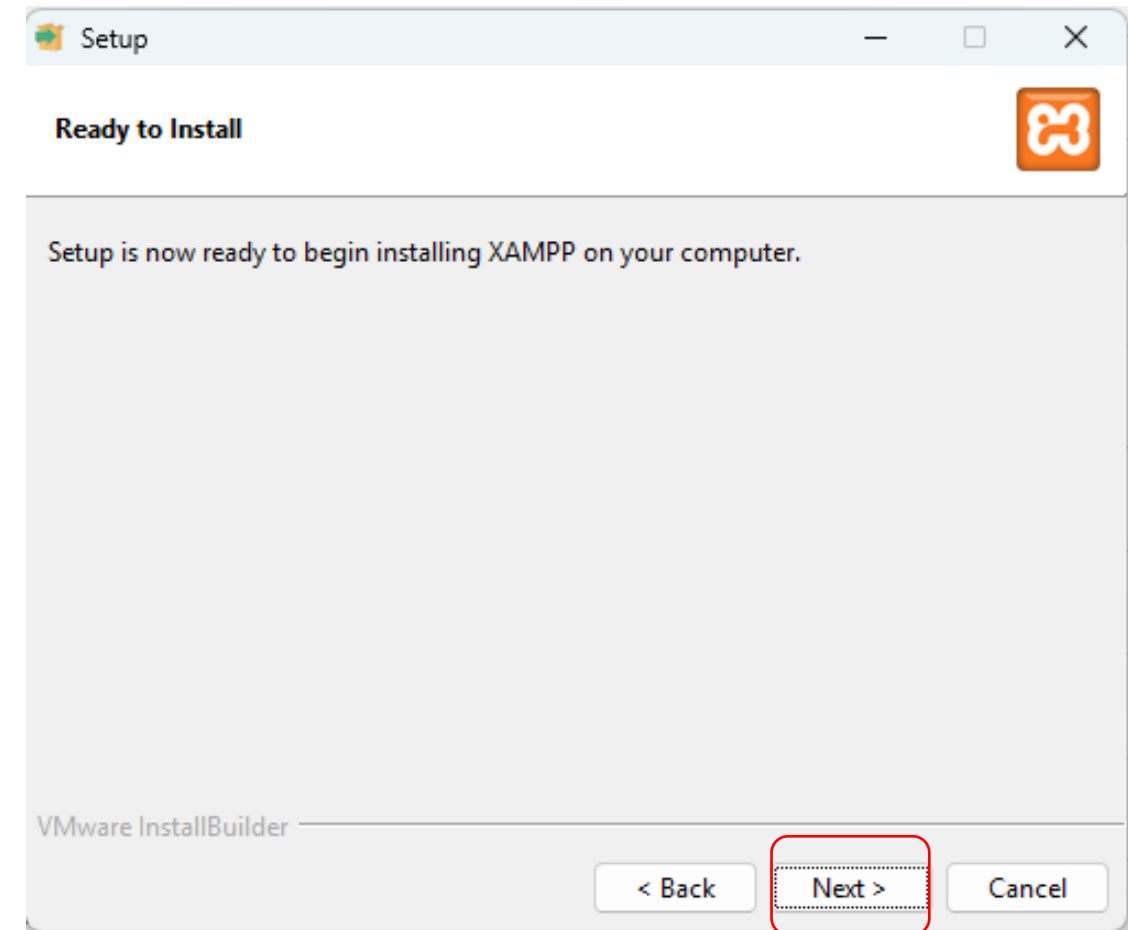 Setup
Ready to Install
Setup is now ready to begin installing XAMPP on your computer.
VMware InstallBuilder
< Back Next > Cancel